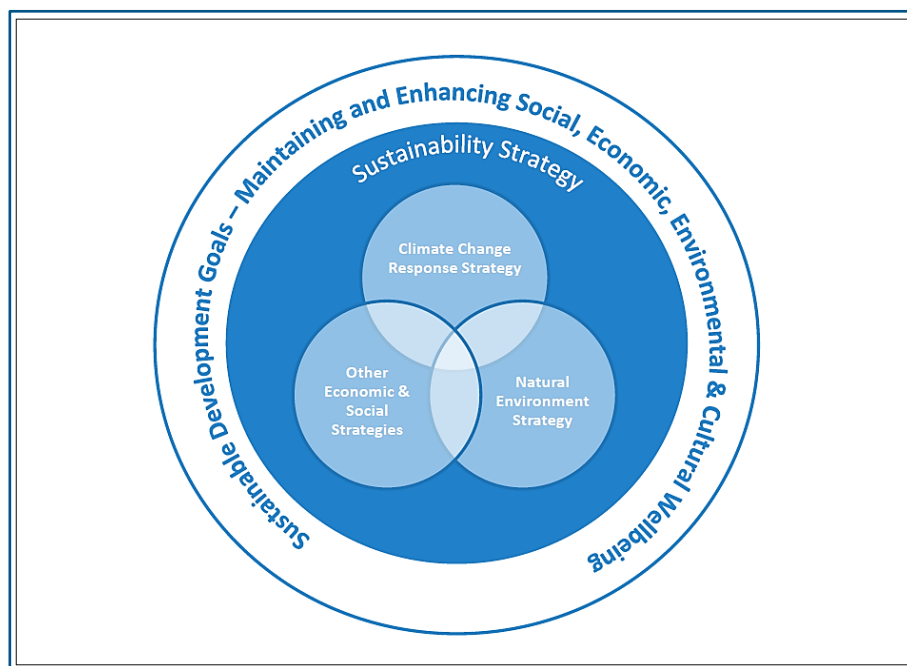 Sustainable Development Goals – Maintaining and Enhancing Social, Economic, Environmental & Cultural Wellbeing
Sustainability Strategy
Climate Change
Response Strategy
Other
Economic &
Social
Strategies
Natural
Environment
Strategy